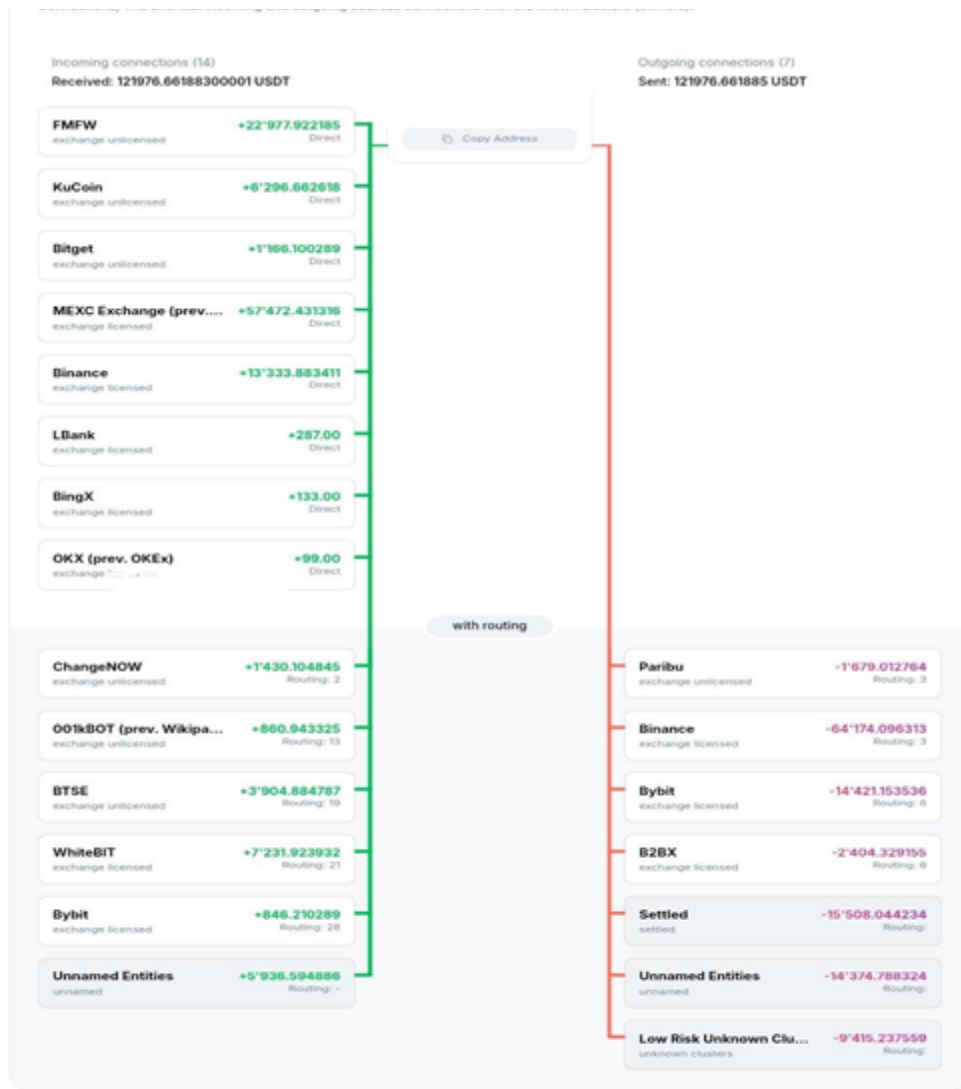 Incoming connections (14)
Received: 121976.66188300001 USDT
Outgoing connections (7)
Sent: 121976.661885 USDT
Copy Address
FMFW +22'977.922185
exchange unlicensed Direct
KuCoin +6'296.662618
exchange unlicensed Direct
Bitget +1'166.100289
exchange unlicensed Direct
MEXC Exchange (prev.... +57'472.431316
exchange licensed Direct
Binance +13'333.883411
exchange licensed Direct
LBank +287.00
exchange licensed Direct
BingX +133.00
exchange licensed Direct
OKX (prev. OKEx) +99.00
exchange Direct
with routing
ChangeNOW +1'430.104845
exchange unlicensed Routing: 2
001kBOT (prev. Wikipa... +860.943325
exchange unlicensed Routing: 13
BTSE +3'904.884787
exchange unlicensed Routing: 19
WhiteBIT +7'231.923932
exchange licensed Routing: 21
Bybit +846.210289
exchange licensed Routing: 28
Unnamed Entities +5'936.594886
unnamed Routing: -
Paribu -1'679.012764
exchange unlicensed Routing: 3
Binance -64'174.096313
exchange licensed Routing: 3
Bybit -14'421.153536
exchange licensed Routing: 6
B2BX -2'404.329155
exchange licensed Routing: 6
Settled -15'508.044234
settled Routing:
Unnamed Entities -14'374.788324
unnamed Routing:
Low Risk Unknown Clu... -9'415.237559
unknown clusters Routing: